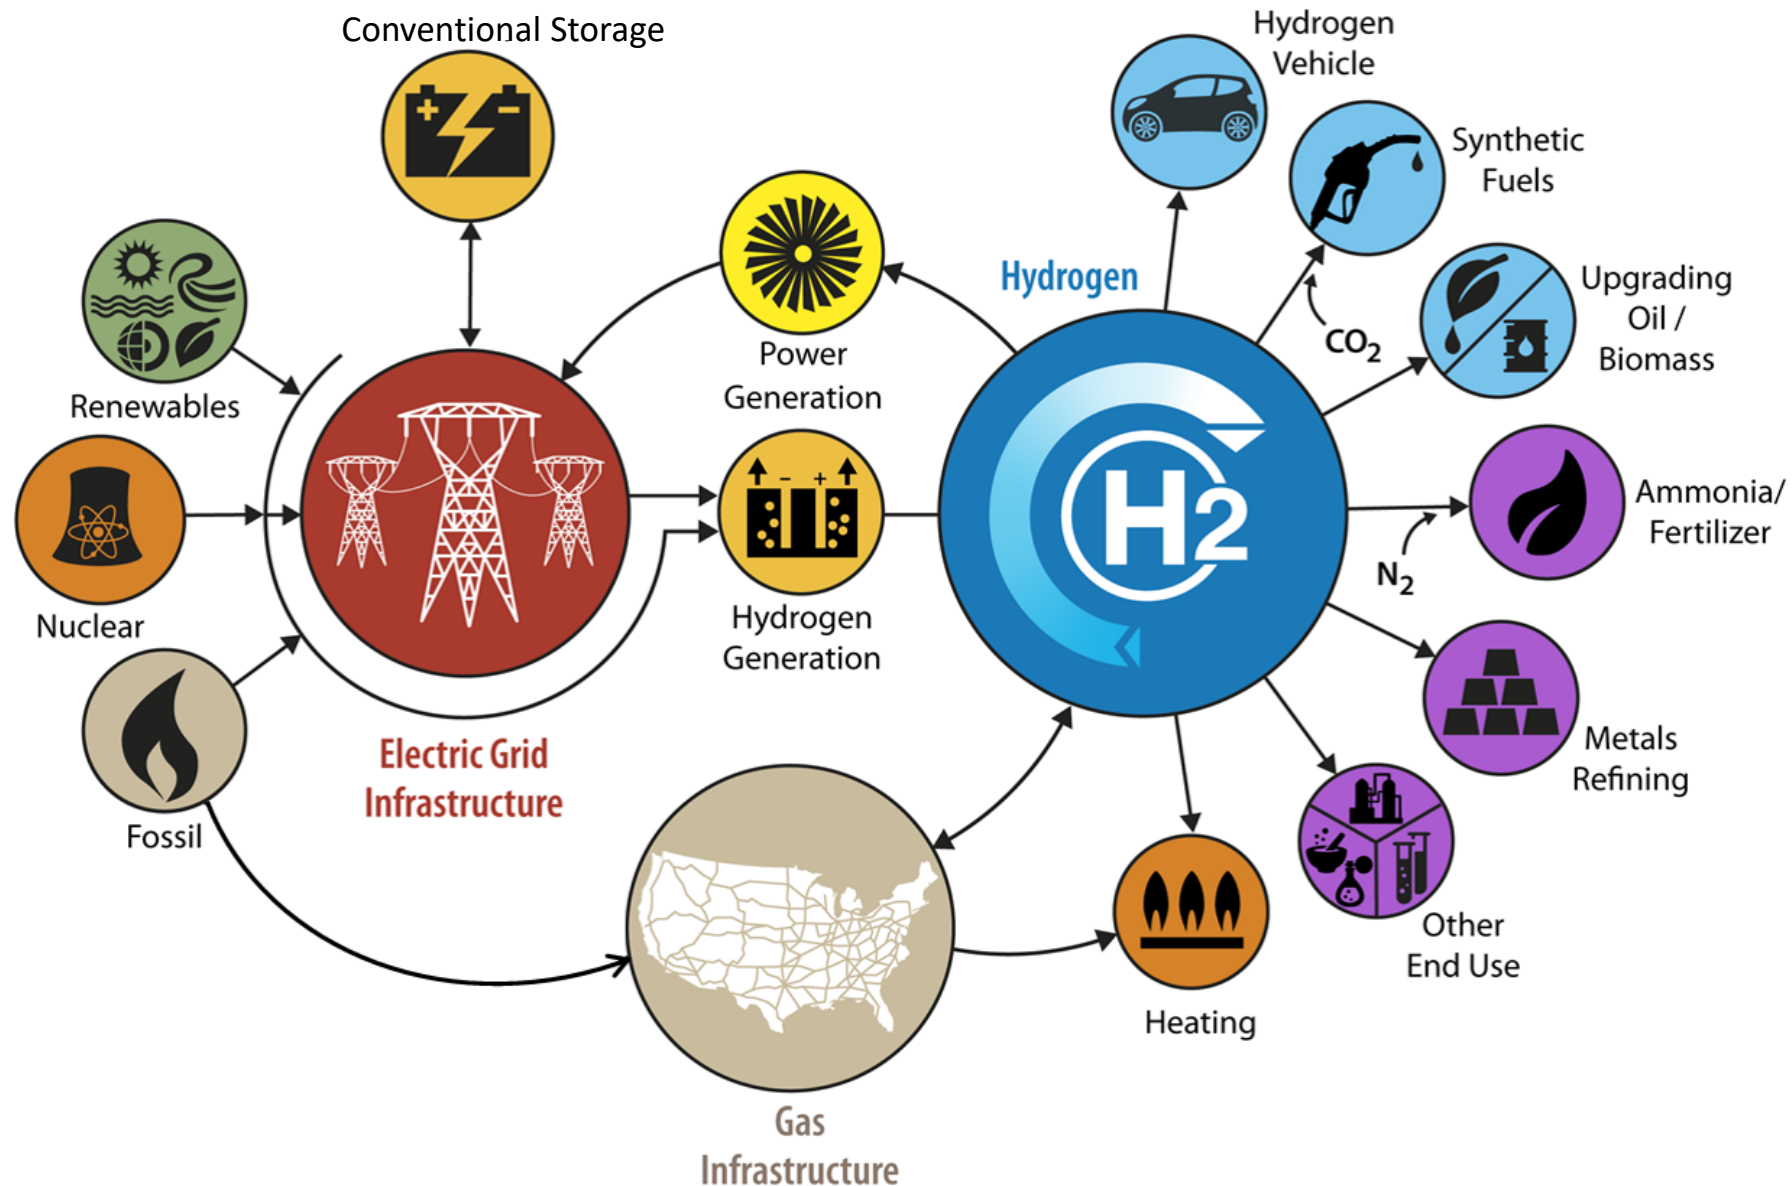 Conventional Storage
+ -
Renewables
Nuclear
Fossil
Electric Grid
Infrastructure
Power
Generation
- +
Hydrogen
Generation
Hydrogen
H2
Hydrogen
Vehicle
Synthetic
Fuels
CO2
Upgrading
Oil /
Biomass
Ammonia/
Fertilizer
N2
Metals
Refining
Other
End Use
Heating
Gas
Infrastructure